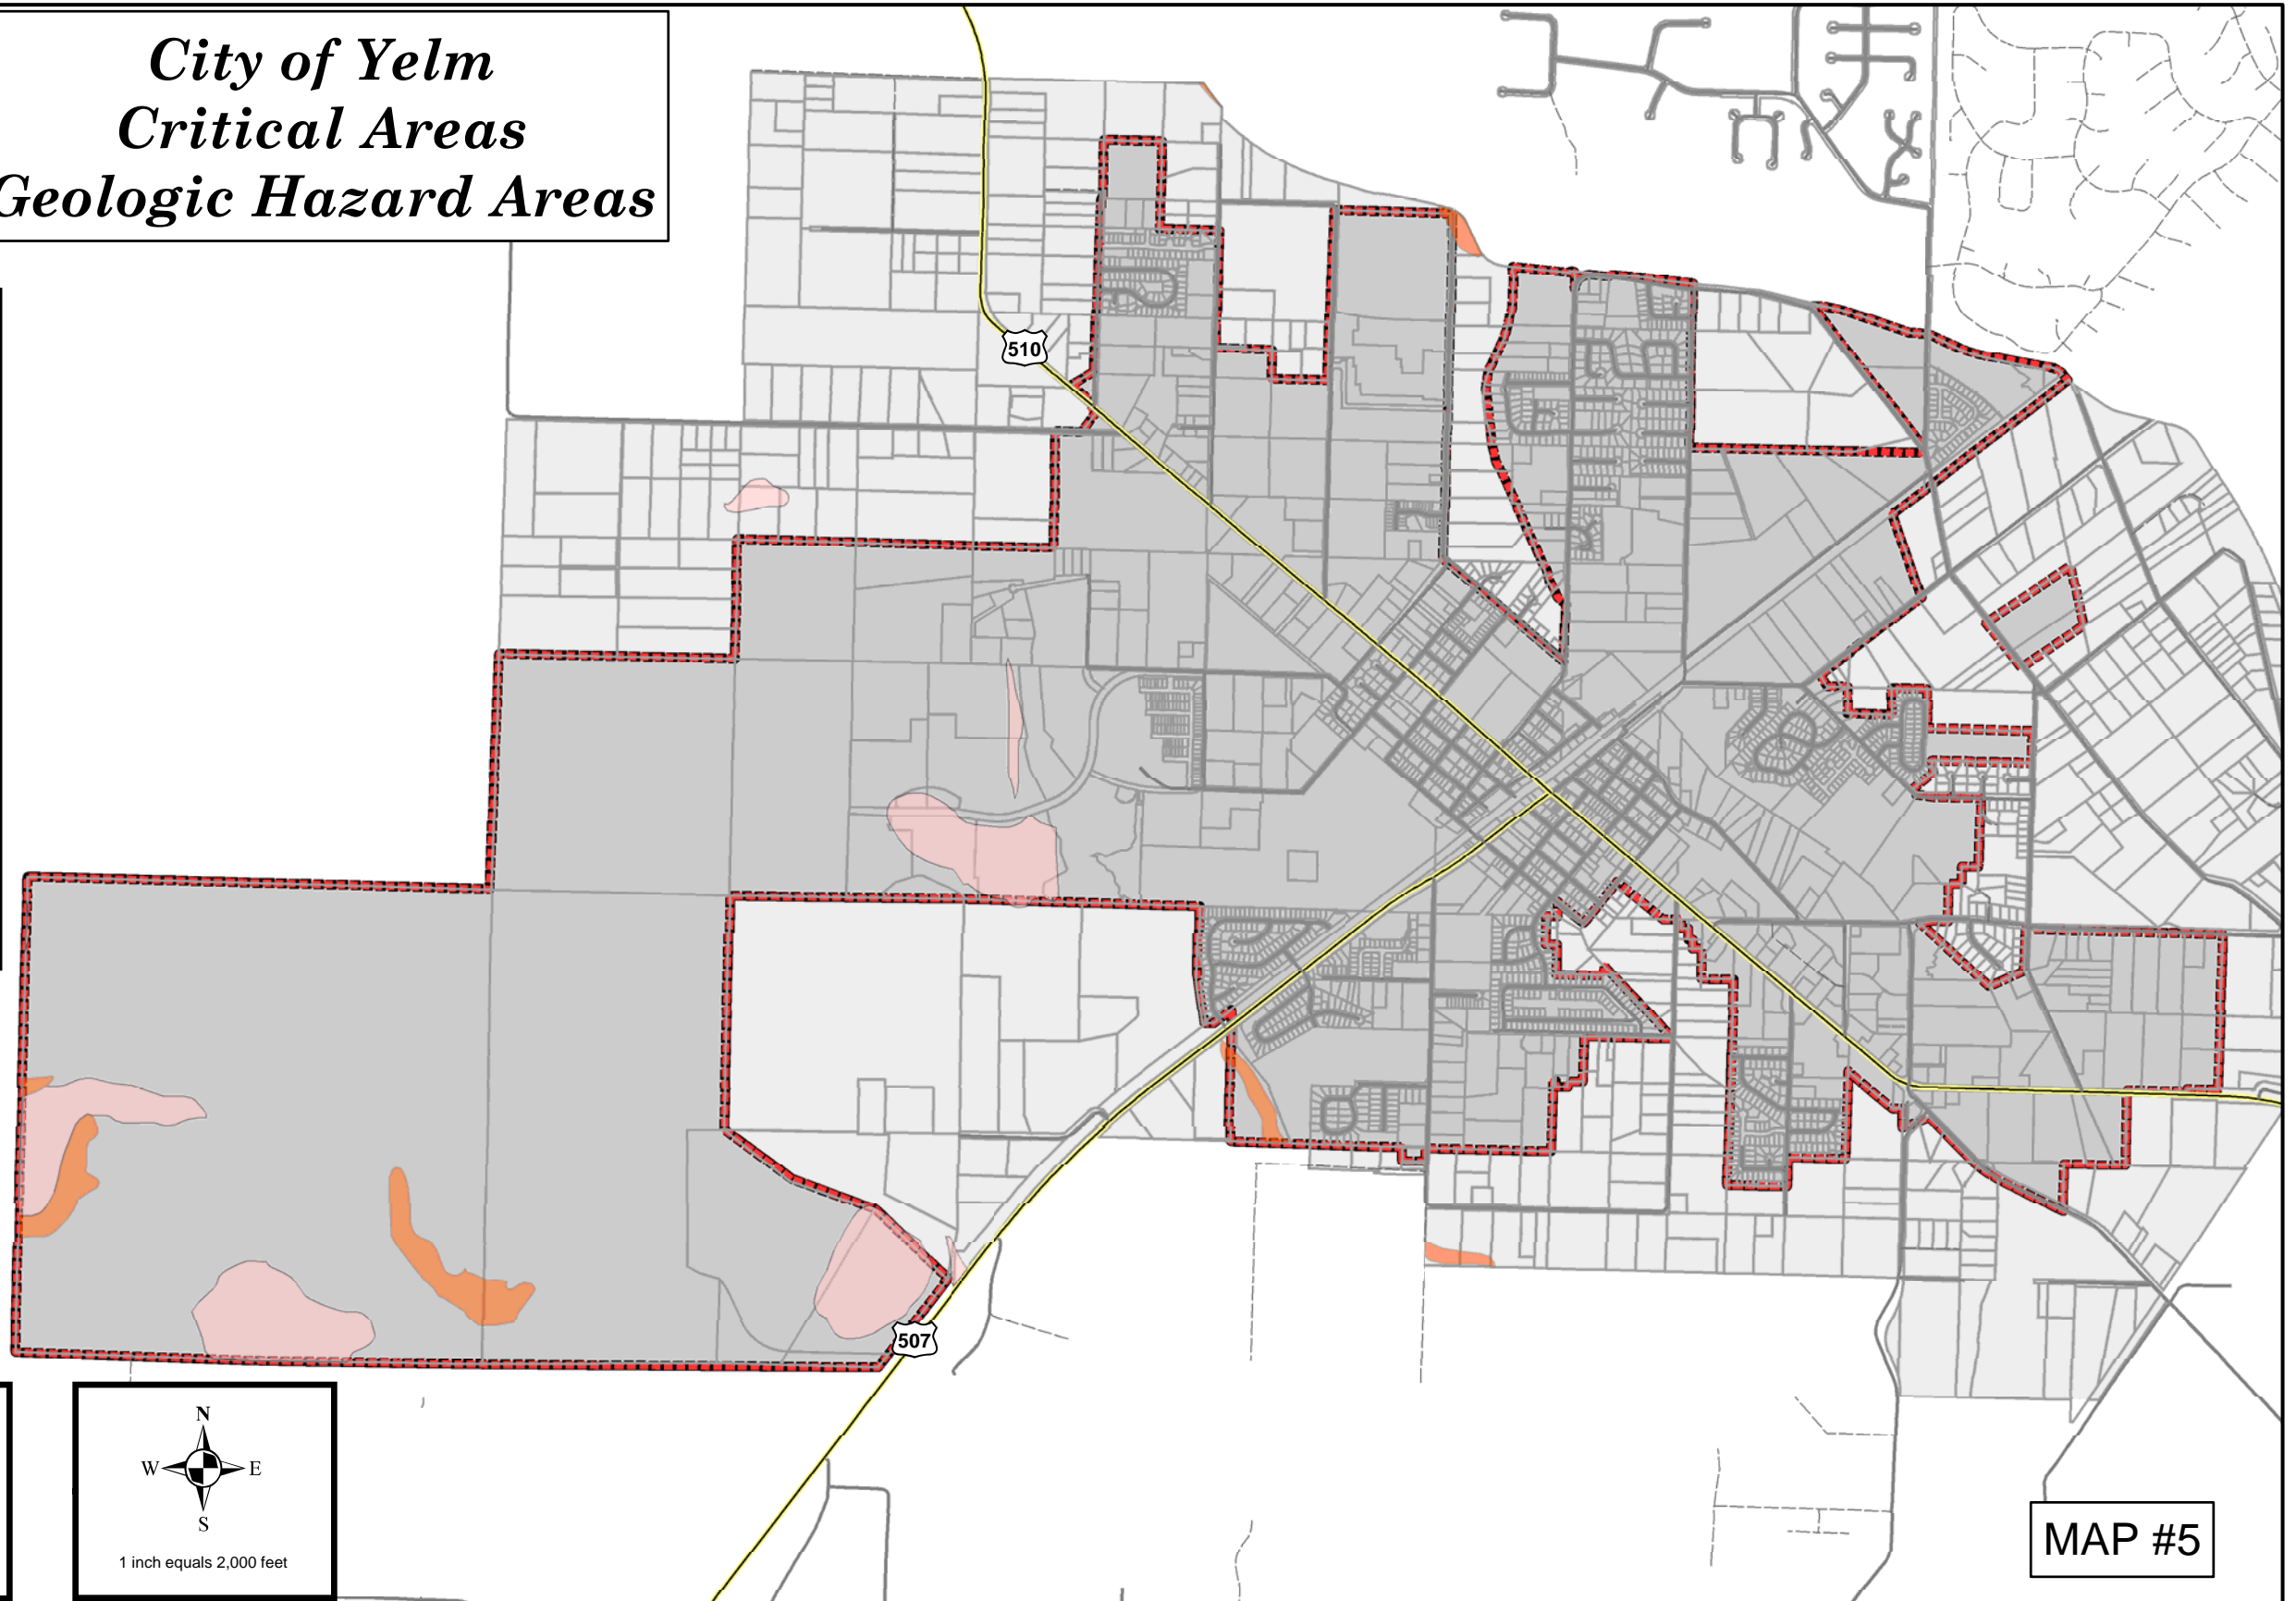 City of Yelm
Critical Areas
Geologic Hazard Areas
510
507
N
W E
S
1 inch equals 2,000 feet
MAP #5